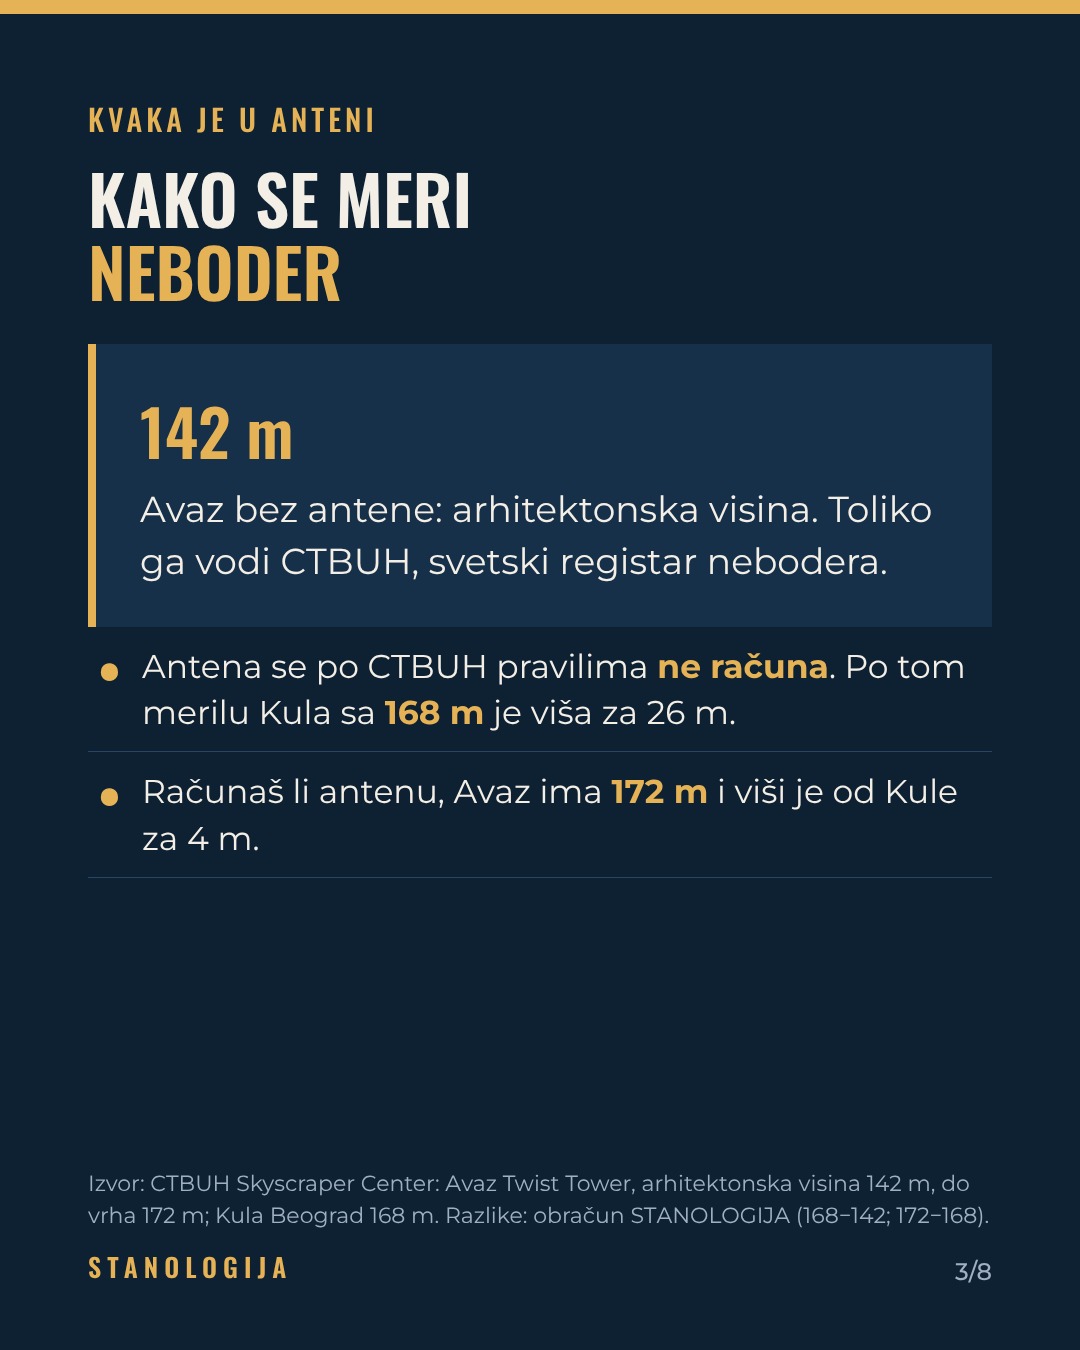 KVAKA JE U ANTENI
KAKO SE MERI
NEBODER
142 m
Avaz bez antene: arhitektonska visina. Toliko
ga vodi CTBUH, svetski registar nebodera.
Antena se po CTBUH pravilima ne računa. Po tom
merilu Kula sa 168 m je viša za 26 m.
Računaš li antenu, Avaz ima 172 m i viši je od Kule
za 4 m.
Izvor: CTBUH Skyscraper Center: Avaz Twist Tower, arhitektonska visina 142 m, do
vrha 172 m; Kula Beograd 168 m. Razlike: obračun STANOLOGIJA (168−142; 172−168).
STANOLOGIJA
3/8